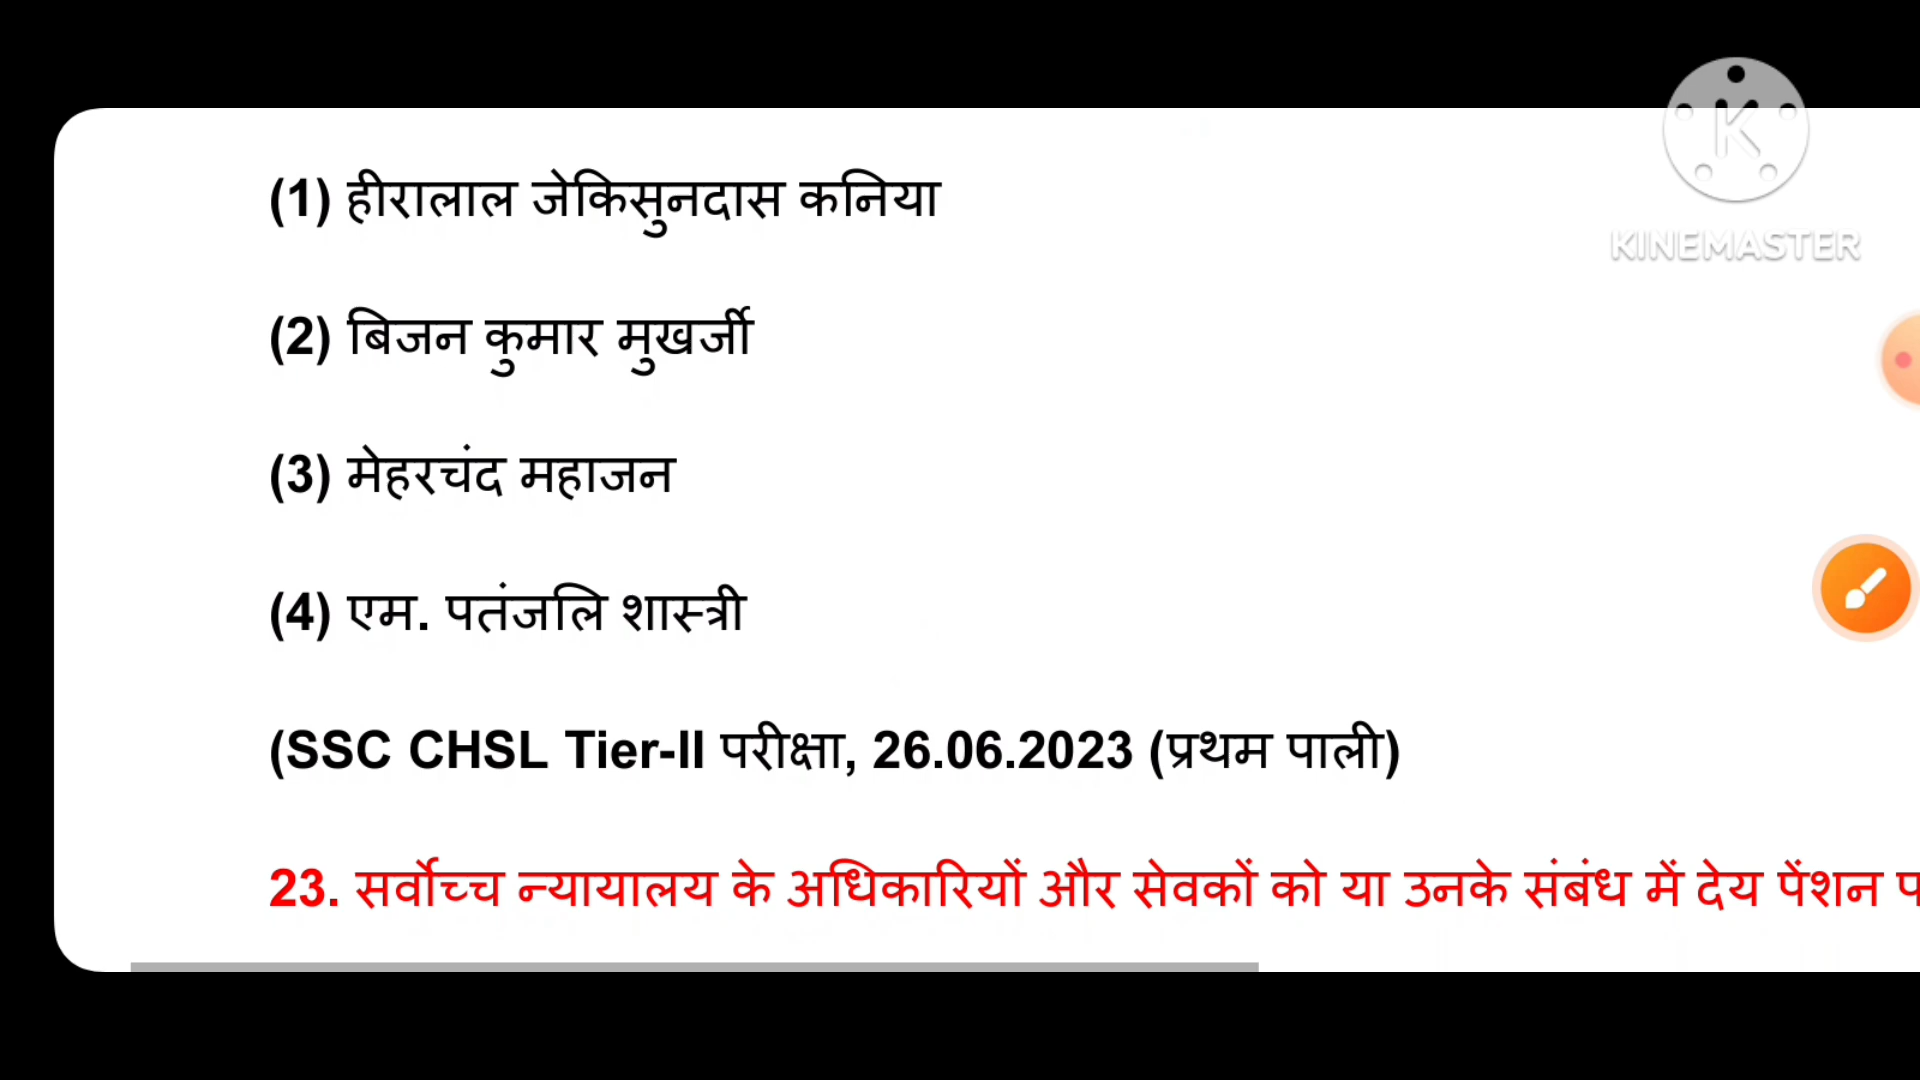 (1) हीरालाल जेकिसुनदास कनिया
K
KINEMASTER
(2) बिजन कुमार मुखर्जी
(3) मेहरचंद महाजन
(4) एम. पतंजलि शास्त्री
(SSC CHSL Tier-II परीक्षा, 26.06.2023 (प्रथम पाली)
23. सर्वोच्च न्यायालय के अधिकारियों और सेवकों को या उनके संबंध में देय पेंशन